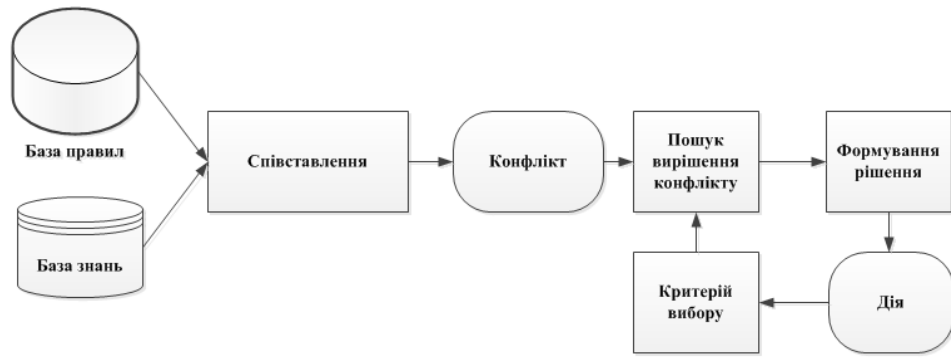 База правил
База знань
Співставлення
Конфлікт
Пошук
вирішення
конфлікту
Формування
рішення
Критерій
вибору
Дія